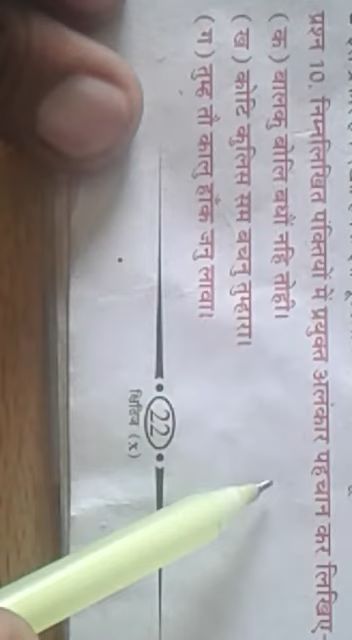 प्रश्न 10. निम्नलिखित पंक्तियों में प्रयुक्त अलंकार पहचान कर लिखिए-
(क) बालकु बोलि बधौं नहि तोही।
(ख) कोटि कुलिस सम बचनु तुम्हारा।
(ग) तुम्ह तौ कालु हाँक जनु लावा।
22
क्षितिज (x)